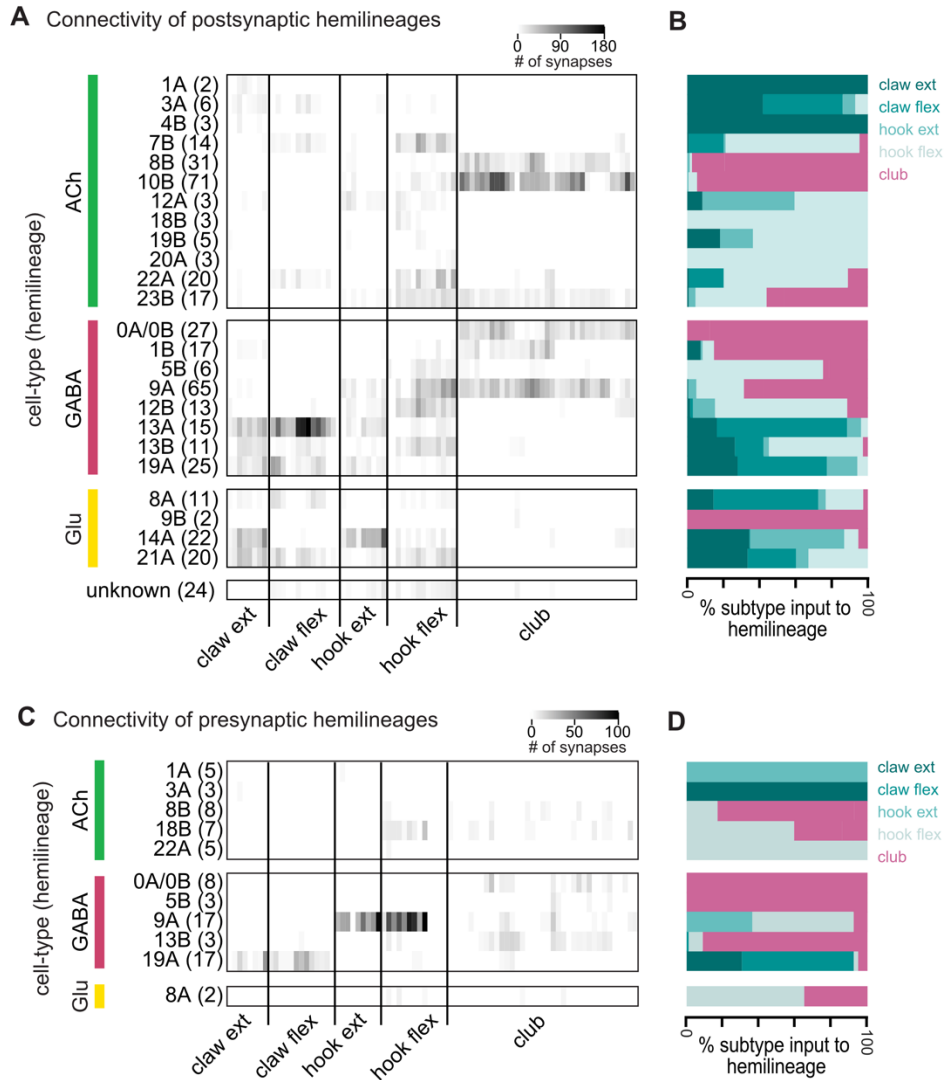 A Connectivity of postsynaptic hemilineages
0 90 180
# of synapses
cell-type (hemilineage)
ACh
1A (2)
3A (6)
4B (3)
7B (14)
8B (31)
10B (71)
12A (3)
18B (3)
19B (5)
20A (3)
22A (20)
23B (17)
GABA
0A/0B (27)
1B (17)
5B (6)
9A (65)
12B (13)
13A (15)
13B (11)
19A (25)
Glu
8A (11)
9B (2)
14A (22)
21A (20)
unknown (24)
claw ext
claw flex
hook ext
hook flex
club
B
claw ext
claw flex
hook ext
hook flex
club
0 100
% subtype input to
hemilineage
C Connectivity of presynaptic hemilineages
0 50 100
# of synapses
cell-type (hemilineage)
ACh
1A (5)
3A (3)
8B (8)
18B (7)
22A (5)
GABA
0A/0B (8)
5B (3)
9A (17)
13B (3)
19A (17)
Glu
8A (2)
claw ext
claw flex
hook ext
hook flex
club
D
claw ext
claw flex
hook ext
hook flex
club
0 100
% subtype input to
hemilineage